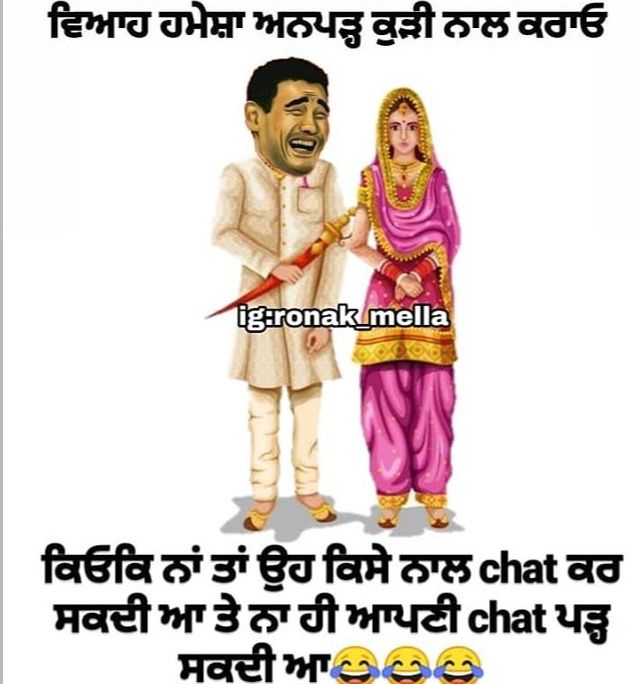 ਵਿਆਹ ਹਮੇਸ਼ਾ ਅਨਪੜ੍ਹ ਕੁੜੀ ਨਾਲ ਕਰਾਓ
ig:ronak_mella
ਕਿਓਕਿ ਨਾਂ ਤਾਂ ਉਹ ਕਿਸੇ ਨਾਲ chat ਕਰ
ਸਕਦੀ ਆ ਤੇ ਨਾ ਹੀ ਆਪਣੀ chat ਪੜ੍ਹ
ਸਕਦੀ ਆ😂😂😂